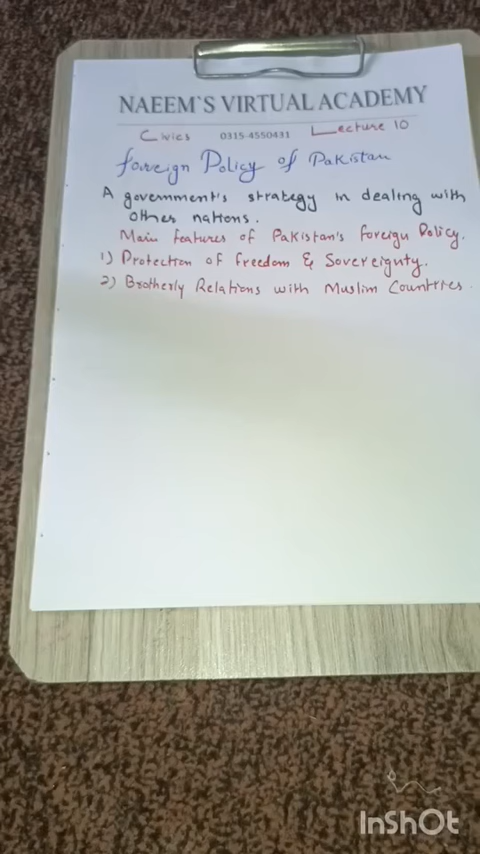 NAEEM`S VIRTUAL ACADEMY
Civics 0315-4550431 Lecture 10
Foreign Policy of Pakistan
A government's strategy in dealing with
other nations.
Main features of Pakistan's foreign Policy.
1) Protection of freedom & Sovereignty.
2) Brotherly Relations with Muslim Countries.
InShOt